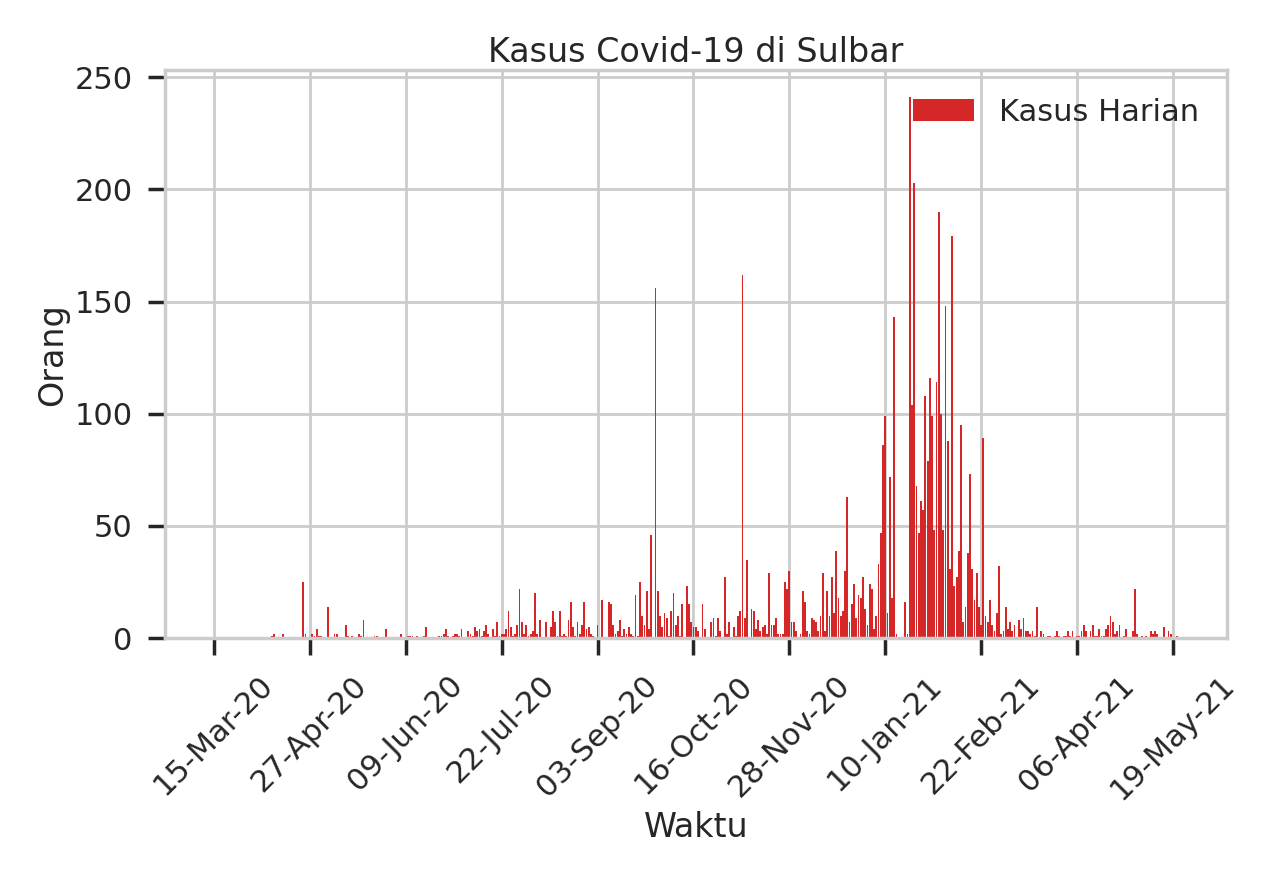 Kasus Covid-19 di Sulbar
Kasus Harian
250
200
150
100
50
0
Orang
15-Mar-20
27-Apr-20
09-Jun-20
22-Jul-20
03-Sep-20
16-Oct-20
28-Nov-20
10-Jan-21
22-Feb-21
06-Apr-21
19-May-21
Waktu